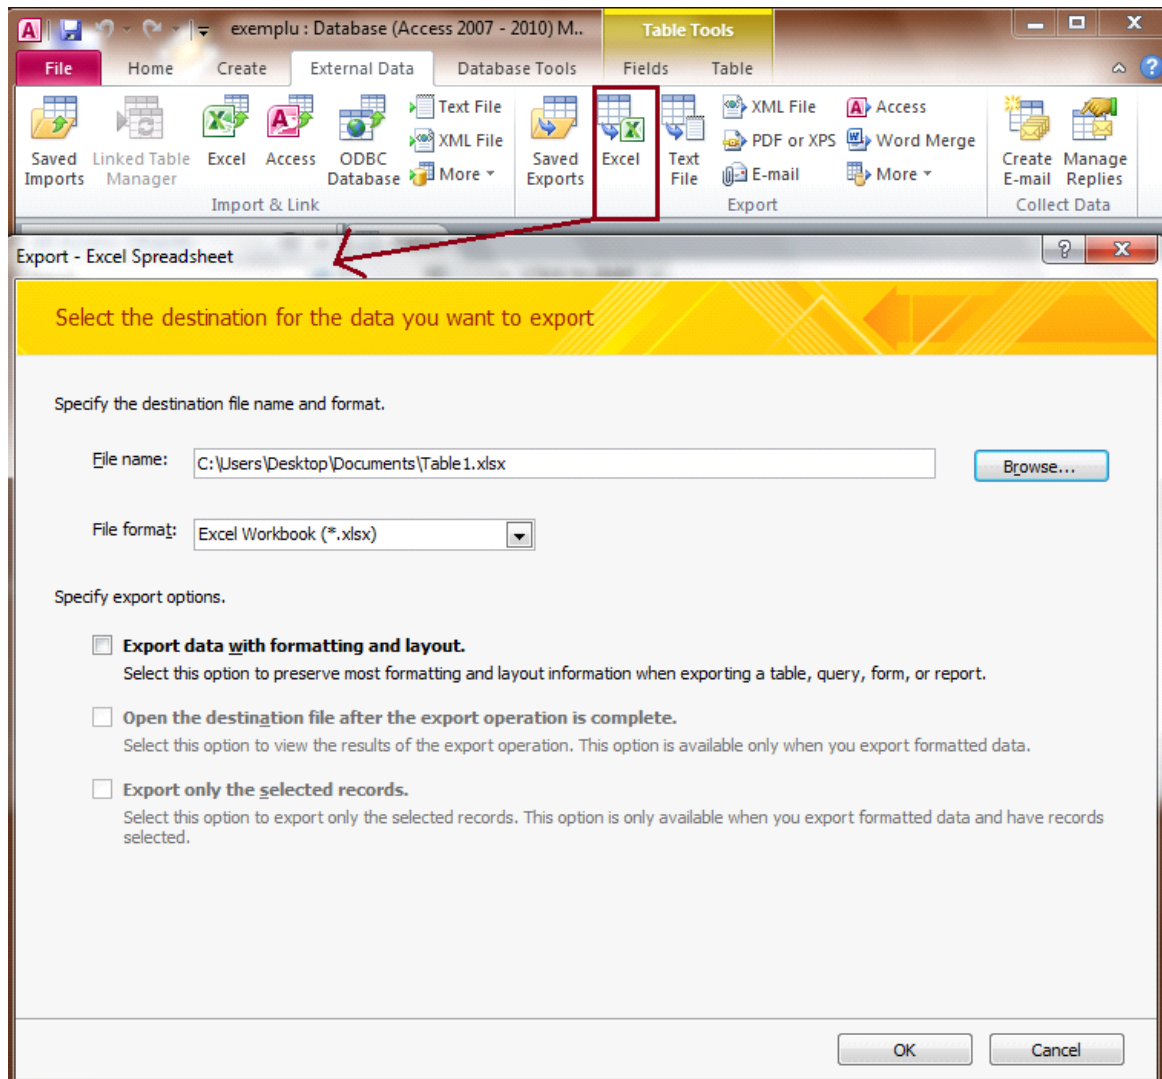 exemplu : Database (Access 2007 - 2010) M..
Table Tools
File
Home
Create
External Data
Database Tools
Fields
Table
Saved Imports
Linked Table Manager
Excel
Access
ODBC Database
Text File
XML File
More
Import & Link
Saved Exports
Excel
Text File
XML File
PDF or XPS
E-mail
Access
Word Merge
More
Export
Create E-mail
Manage Replies
Collect Data
Export - Excel Spreadsheet
Select the destination for the data you want to export
Specify the destination file name and format.
File name:
C:\Users\Desktop\Documents\Table1.xlsx
Browse...
File format:
Excel Workbook (*.xlsx)
Specify export options.
Export data with formatting and layout.
Select this option to preserve most formatting and layout information when exporting a table, query, form, or report.
Open the destination file after the export operation is complete.
Select this option to view the results of the export operation. This option is available only when you export formatted data.
Export only the selected records.
Select this option to export only the selected records. This option is only available when you export formatted data and have records
selected.
OK
Cancel